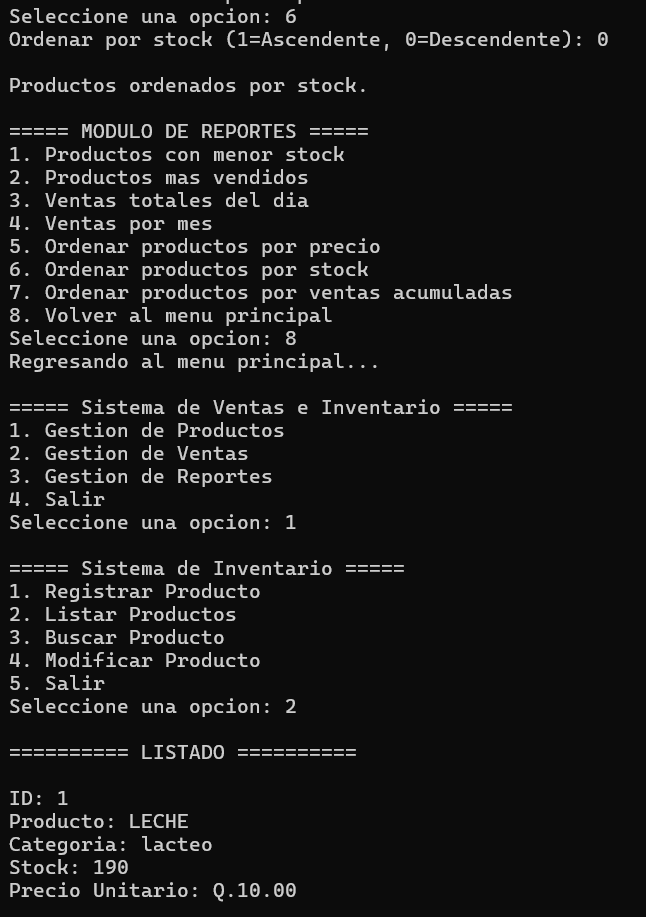 Seleccione una opcion: 6
Ordenar por stock (1=Ascendente, 0=Descendente): 0
Productos ordenados por stock.
===== MODULO DE REPORTES =====
1. Productos con menor stock
2. Productos mas vendidos
3. Ventas totales del dia
4. Ventas por mes
5. Ordenar productos por precio
6. Ordenar productos por stock
7. Ordenar productos por ventas acumuladas
8. Volver al menu principal
Seleccione una opcion: 8
Regresando al menu principal...
===== Sistema de Ventas e Inventario =====
1. Gestion de Productos
2. Gestion de Ventas
3. Gestion de Reportes
4. Salir
Seleccione una opcion: 1
===== Sistema de Inventario =====
1. Registrar Producto
2. Listar Productos
3. Buscar Producto
4. Modificar Producto
5. Salir
Seleccione una opcion: 2
========== LISTADO ==========
ID: 1
Producto: LECHE
Categoria: lacteo
Stock: 190
Precio Unitario: Q.10.00